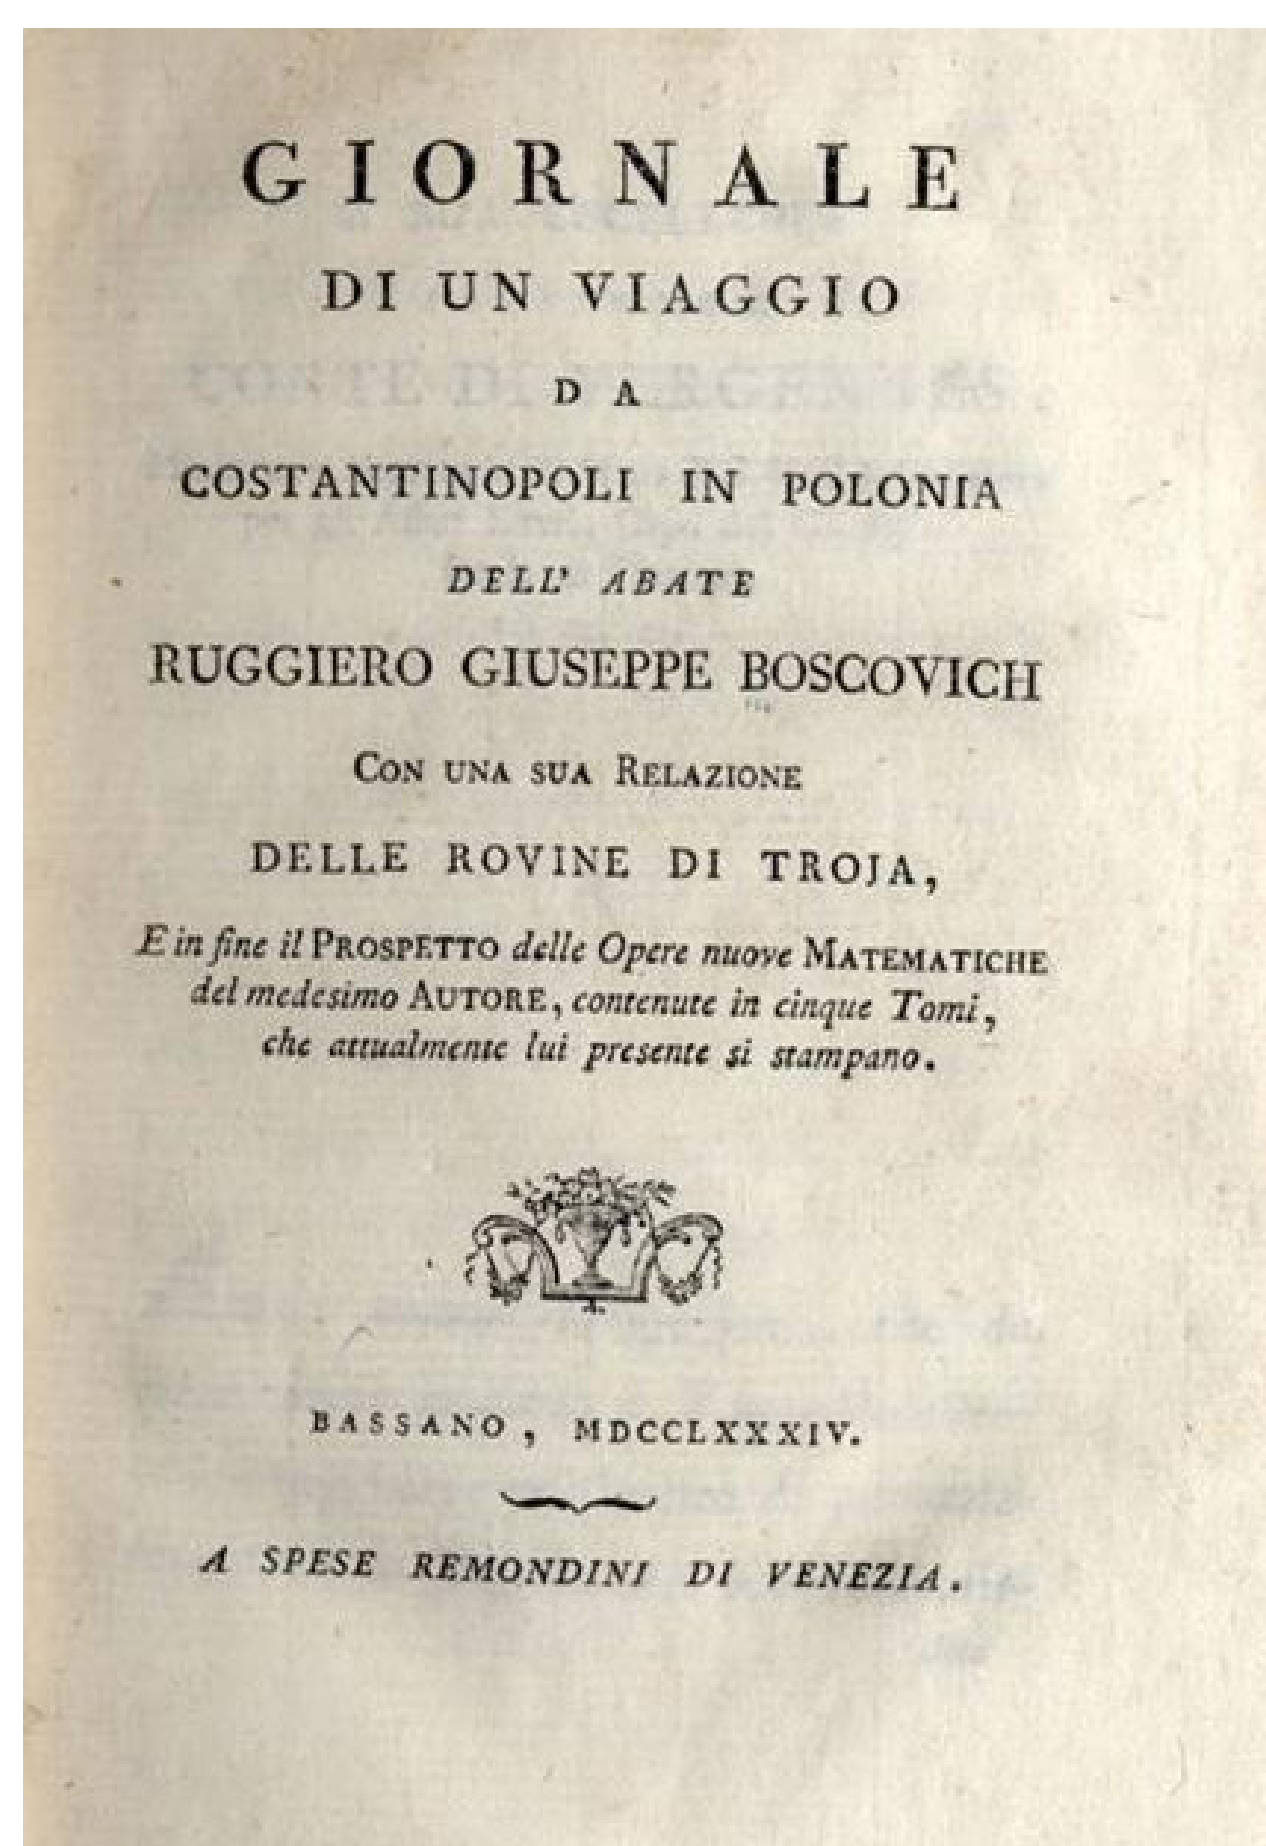 GIORNALE
DI UN VIAGGIO
DA
COSTANTINOPOLI IN POLONIA
DELL' ABATE
RUGGIERO GIUSEPPE BOSCOVICH
CON UNA SUA RELAZIONE
DELLE ROVINE DI TROJA,
E in fine il PROSPETTO delle Opere nuove MATEMATICHE
del medesimo AUTORE, contenute in cinque Tomi,
che attualmente lui presente si stampano.
BASSANO, MDCCLXXXIV.
A SPESE REMONDINI DI VENEZIA.